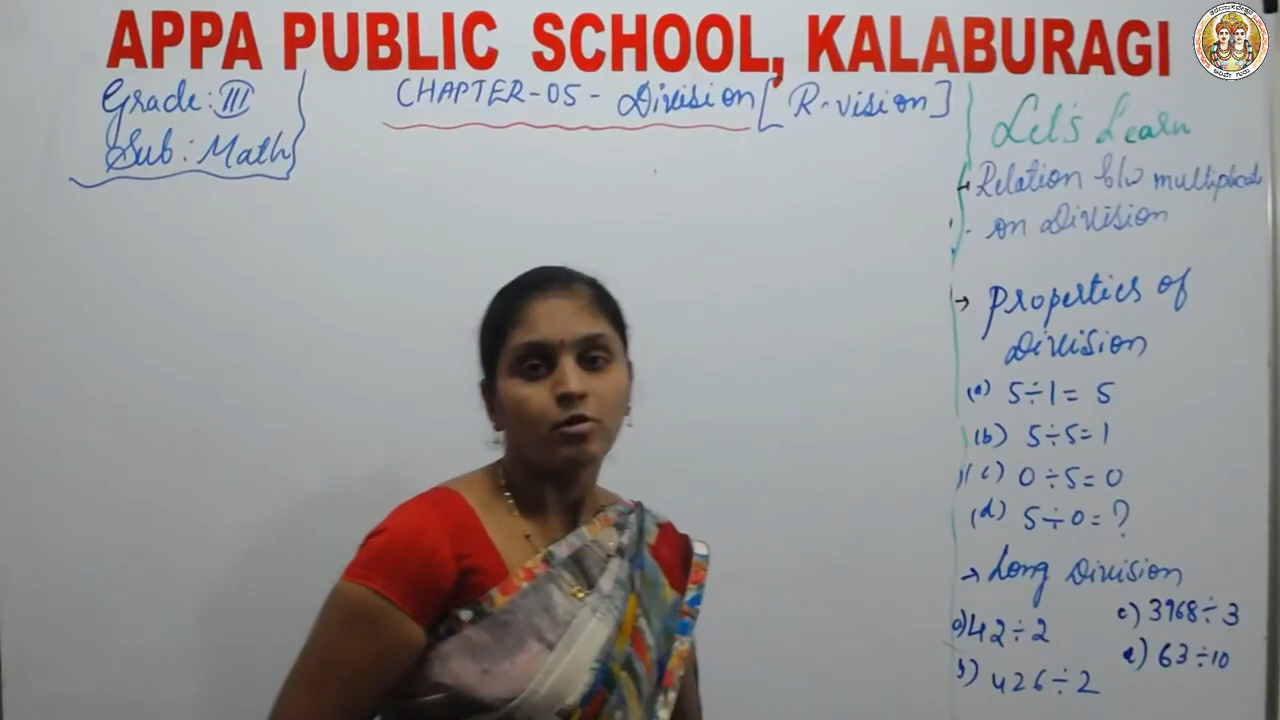 APPA PUBLIC SCHOOL, KALABURAGI
Grade: III
Sub: Math
CHAPTER-05 - Division [R-vision]
Let's Learn
→ Relation b/w multiplicati
on Division
→ Properties of
Division
(a) 5÷1= 5
(b) 5÷5=1
(c) 0÷5=0
(d) 5÷0=?
→ Long Division
a) 42÷2
b) 426÷2
c) 3968÷3
e) 63÷10